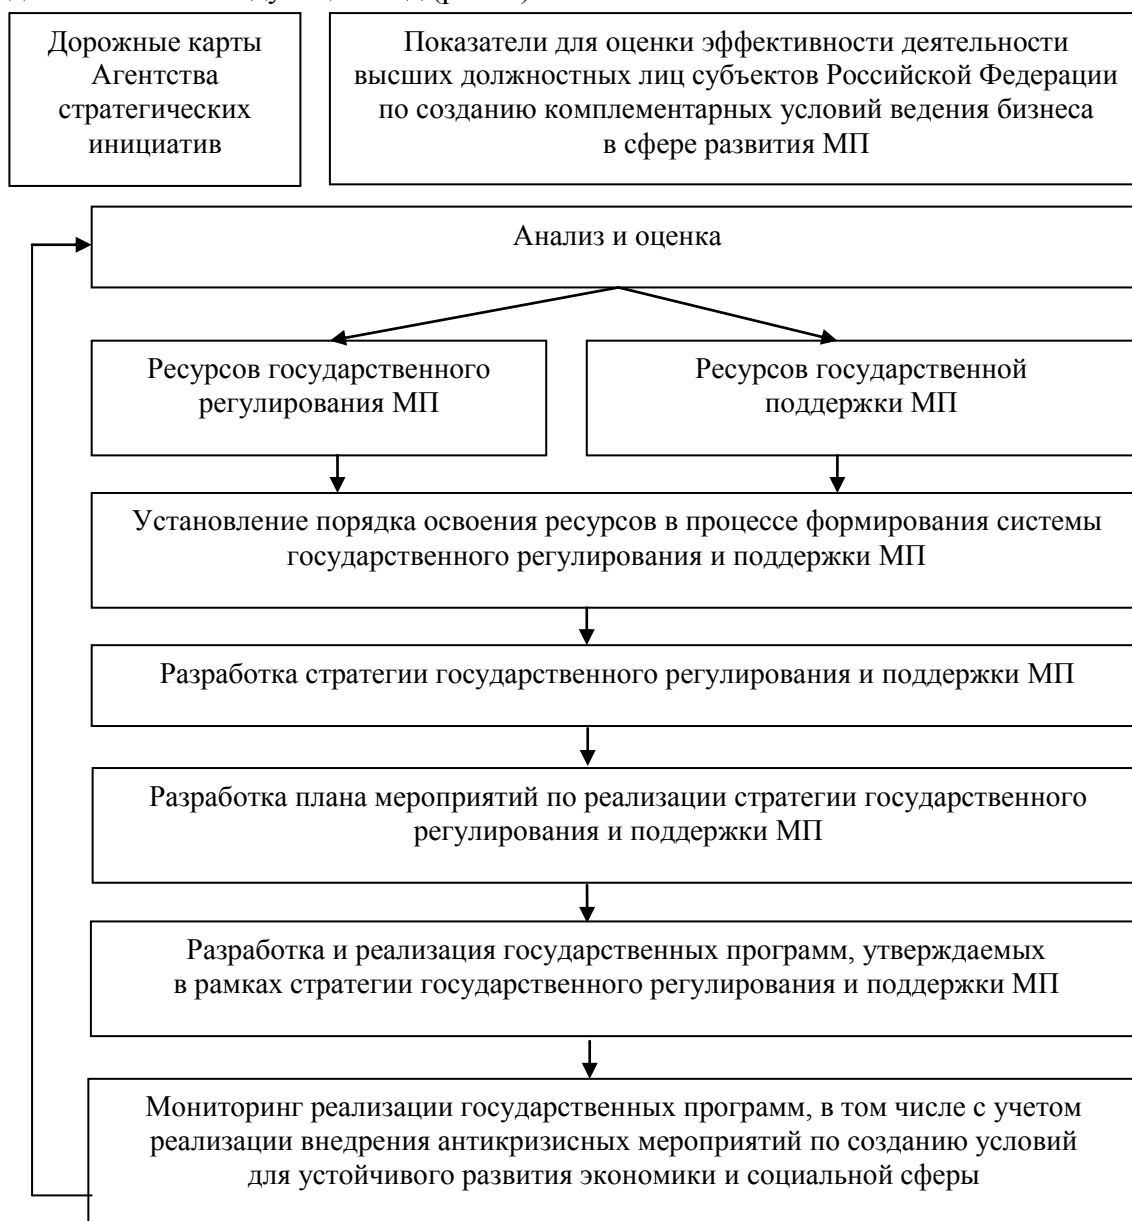 Дорожные карты
Агентства
стратегических
инициатив
Показатели для оценки эффективности деятельности
высших должностных лиц субъектов Российской Федерации
по созданию комплементарных условий ведения бизнеса
в сфере развития МП
Анализ и оценка
Ресурсов государственного
регулирования МП
Ресурсов государственной
поддержки МП
Установление порядка освоения ресурсов в процессе формирования системы
государственного регулирования и поддержки МП
Разработка стратегии государственного регулирования и поддержки МП
Разработка плана мероприятий по реализации стратегии государственного
регулирования и поддержки МП
Разработка и реализация государственных программ, утверждаемых
в рамках стратегии государственного регулирования и поддержки МП
Мониторинг реализации государственных программ, в том числе с учетом
реализации внедрения антикризисных мероприятий по созданию условий
для устойчивого развития экономики и социальной сферы